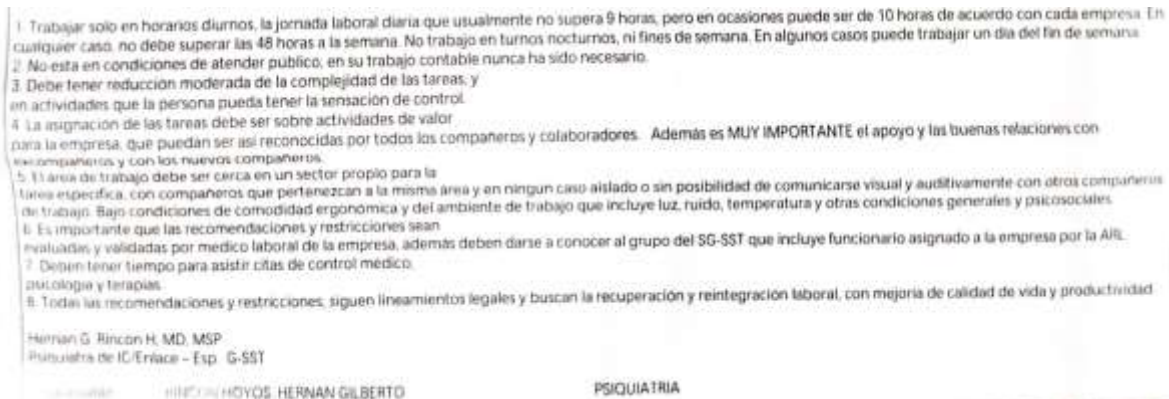 1. Trabajar solo en horarios diurnos, la jornada laboral diaria que usualmente no supera 9 horas, pero en ocasiones puede ser de 10 horas de acuerdo con cada empresa. En
cualquier caso, no debe superar las 48 horas a la semana. No trabajo en turnos nocturnos, ni fines de semana. En algunos casos puede trabajar un dia del fin de semana
2. No esta en condiciones de atender publico, en su trabajo contable nunca ha sido necesario.
3. Debe tener reduccion moderada de la complejidad de las tareas, y
en actividades que la persona pueda tener la sensación de control.
4. La asignación de las tareas debe ser sobre actividades de valor
para la empresa, que puedan ser asi reconocidas por todos los compañeros y colaboradores. Además es MUY IMPORTANTE el apoyo y las buenas relaciones con
excompañeros y con los nuevos compañeros.
5. El area de trabajo debe ser cerca en un sector propio para la
tarea especifica, con compañeros que pertenezcan a la misma area y en ningun caso aislado o sin posibilidad de comunicarse visual y auditivamente con otros compañeros
de trabajo. Bajo condiciones de comodidad ergonómica y del ambiente de trabajo que incluye luz, ruido, temperatura y otras condiciones generales y psicosociales.
6. Es importante que las recomendaciones y restricciones sean
evaluadas y validadas por medico laboral de la empresa, además deben darse a conocer al grupo del SG-SST que incluye funcionario asignado a la empresa por la ARL.
7. Deben tener tiempo para asistir citas de control médico,
psicologia y terapias.
8. Todas las recomendaciones y restricciones, siguen lineamientos legales y buscan la recuperación y reintegración laboral, con mejoria de calidad de vida y productividad
Hernan G. Rincon H, MD, MSP
Psiquiatra de IC/Enlace – Esp. G-SST
RINCON HOYOS, HERNAN GILBERTO PSIQUIATRIA